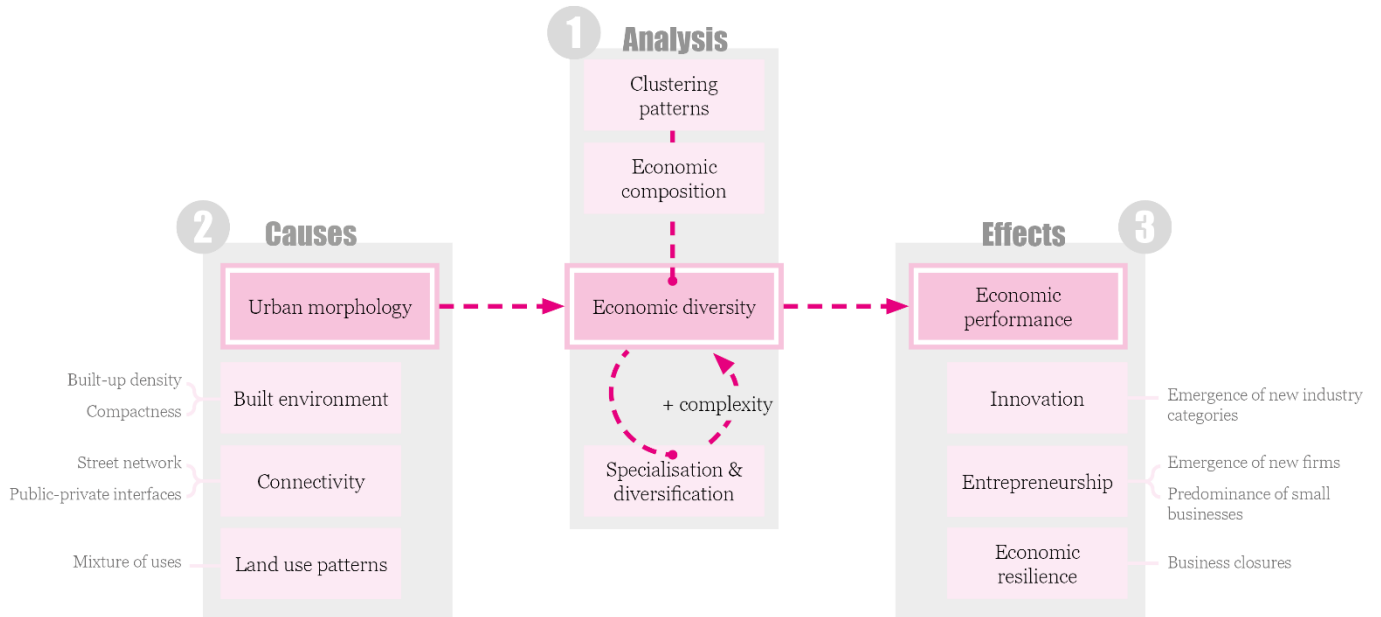 1
Analysis
Clustering
patterns
Economic
composition
2
Causes
Effects
3
Urban morphology
Economic diversity
Economic
performance
Built-up density
Compactness
Built environment
+ complexity
Innovation
Emergence of new industry
categories
Street network
Public-private interfaces
Connectivity
Specialisation &
diversification
Entrepreneurship
Emergence of new firms
Predominance of small
businesses
Mixture of uses
Land use patterns
Economic
resilience
Business closures